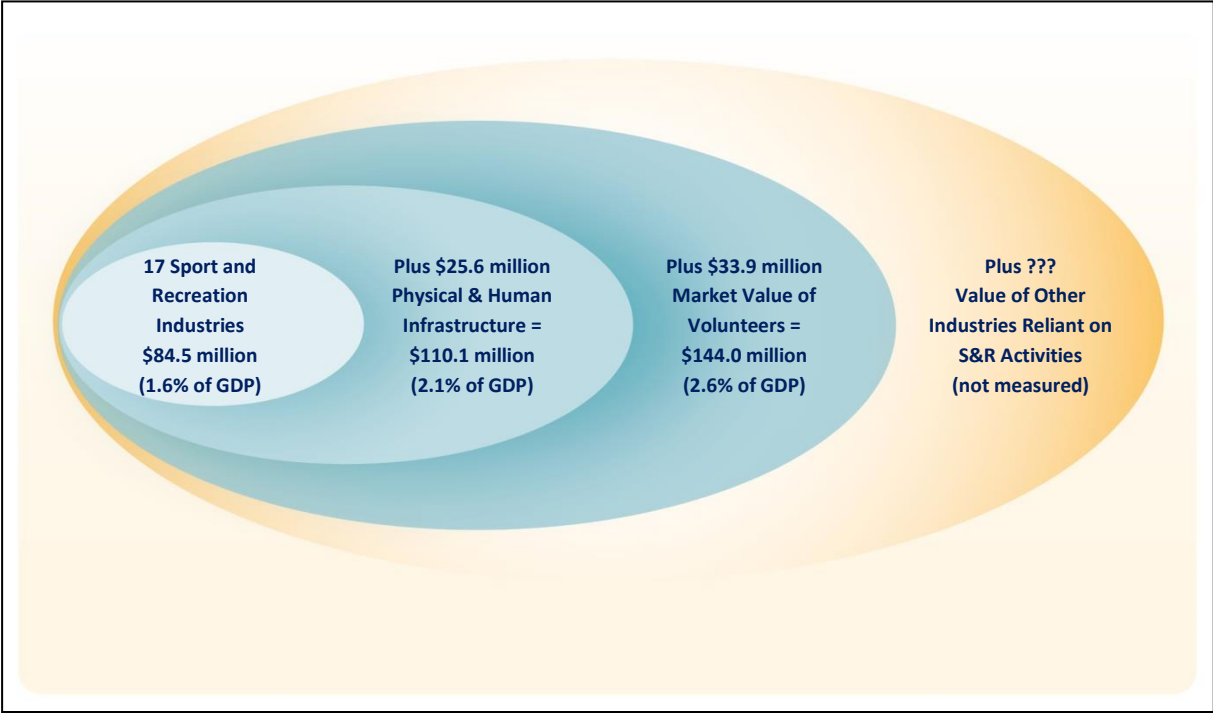 17 Sport and
Recreation
Industries
$84.5 million
(1.6% of GDP)
Plus $25.6 million
Physical & Human
Infrastructure =
$110.1 million
(2.1% of GDP)
Plus $33.9 million
Market Value of
Volunteers =
$144.0 million
(2.6% of GDP)
Plus ???
Value of Other
Industries Reliant on
S&R Activities
(not measured)